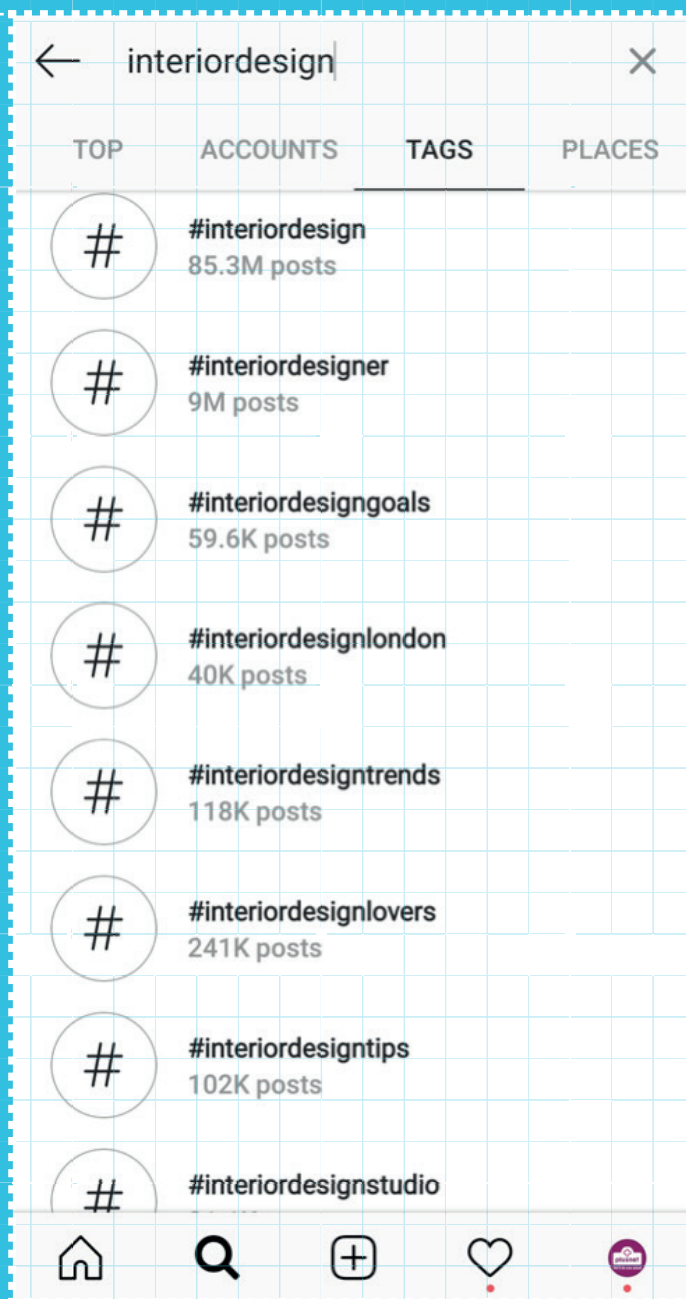 interiordesign
TOP ACCOUNTS TAGS PLACES
#interiordesign
85.3M posts
#interiordesigner
9M posts
#interiordesigngoals
59.6K posts
#interiordesignlondon
40K posts
#interiordesigntrends
118K posts
#interiordesignlovers
241K posts
#interiordesigntips
102K posts
#interiordesignstudio
plusnet